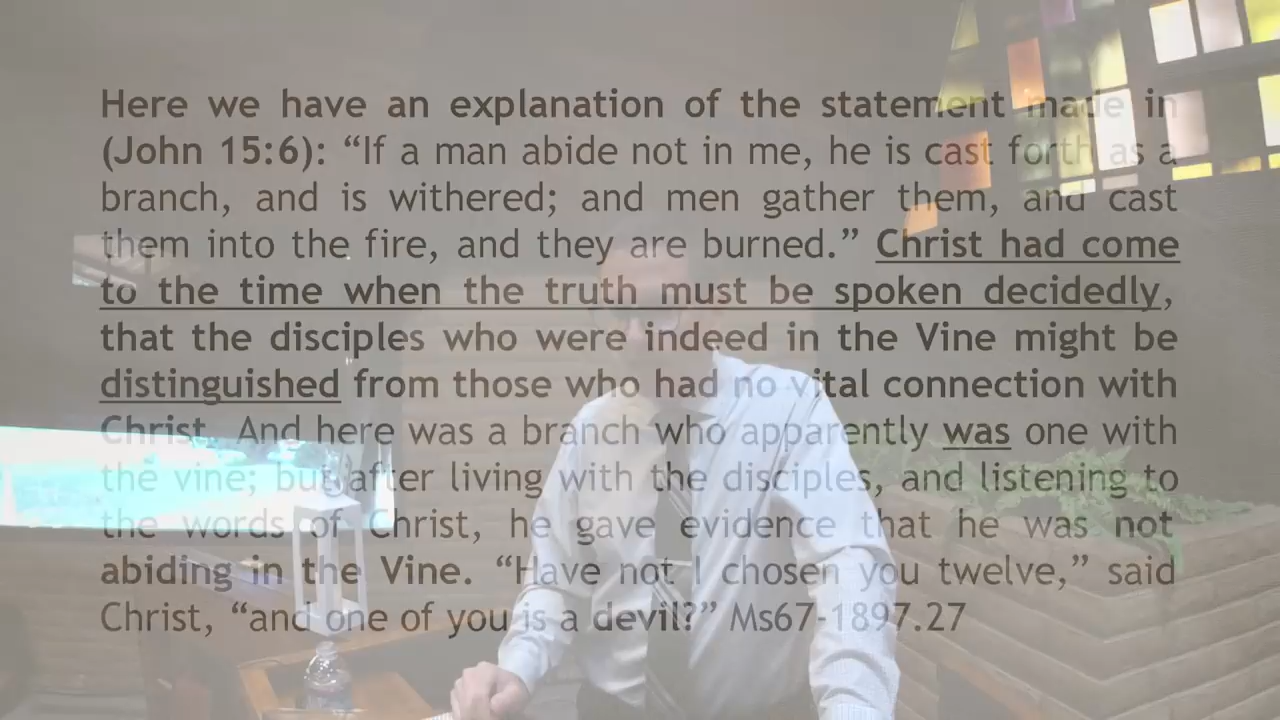 Here we have an explanation of the statement made in
(John 15:6): “If a man abide not in me, he is cast forth as a
branch, and is withered; and men gather them, and cast
them into the fire, and they are burned.” Christ had come
to the time when the truth must be spoken decidedly,
that the disciples who were indeed in the Vine might be
distinguished from those who had no vital connection with
Christ. And here was a branch who apparently was one with
the vine; but after living with the disciples, and listening to
the words of Christ, he gave evidence that he was not
abiding in the Vine. “Have not I chosen you twelve,” said
Christ, “and one of you is a devil?” Ms67-1897.27